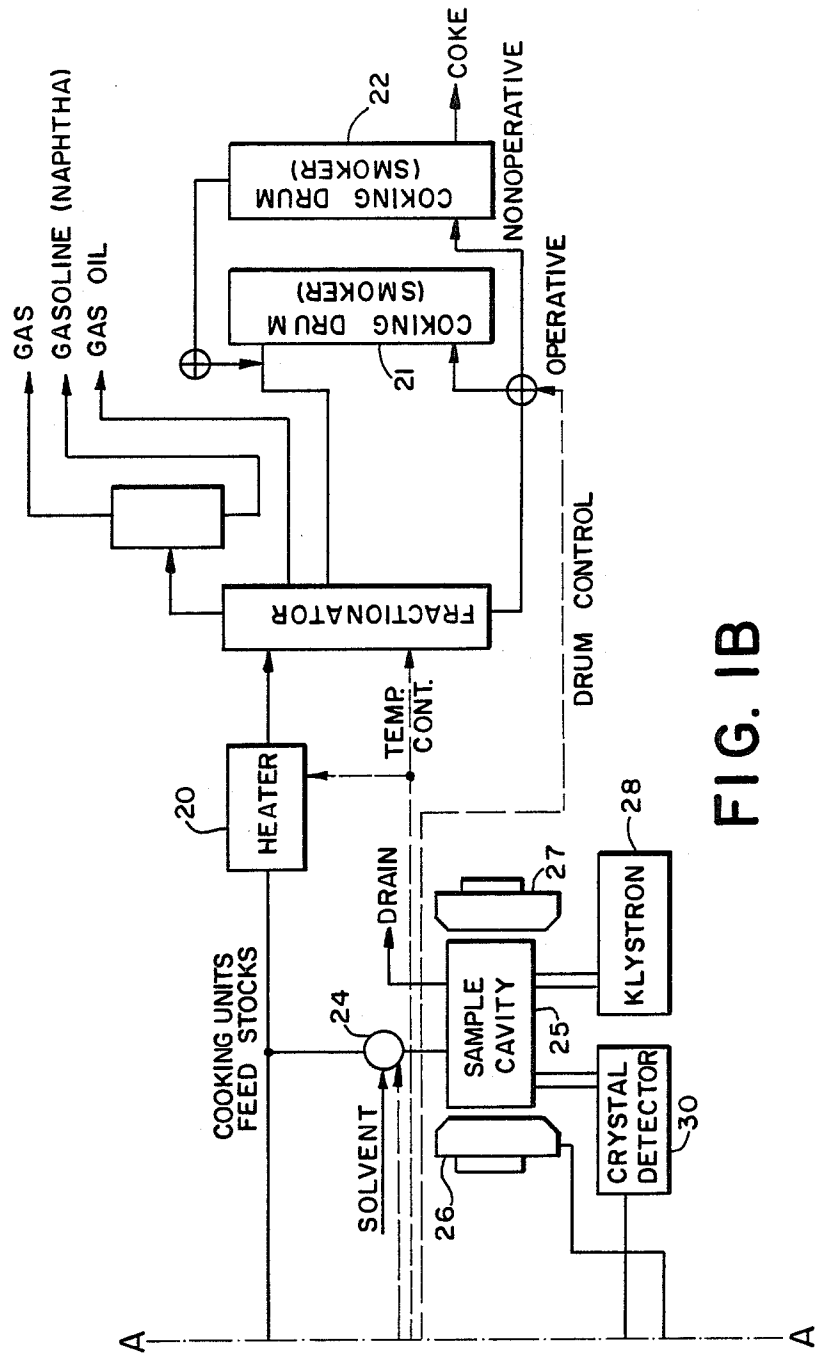 A
A
COOKING UNITS
FEED STOCKS
20
HEATER
TEMP.
CONT.
FRACTIONATOR
GAS
GASOLINE (NAPHTHA)
GAS OIL
COKING DRUM
(SMOKER)
21
COKING DRUM
(SMOKER)
22
COKE
NONOPERATIVE
OPERATIVE
DRUM CONTROL
SOLVENT
24
DRAIN
SAMPLE
CAVITY
25
26
27
KLYSTRON
28
CRYSTAL
DETECTOR
30
FIG. 1B